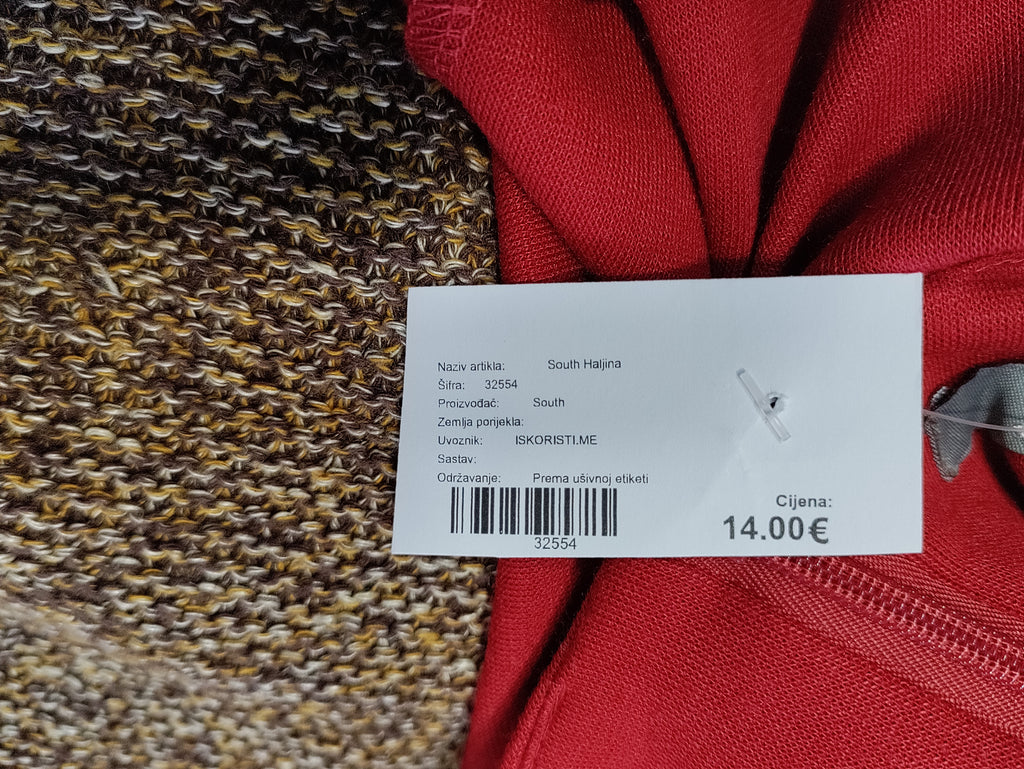 Naziv artikla: South Haljina
Šifra: 32554
Proizvođač: South
Zemlja porijekla:
Uvoznik: ISKORISTI.ME
Sastav:
Održavanje: Prema ušivnoj etiketi
32554
Cijena:
14.00€